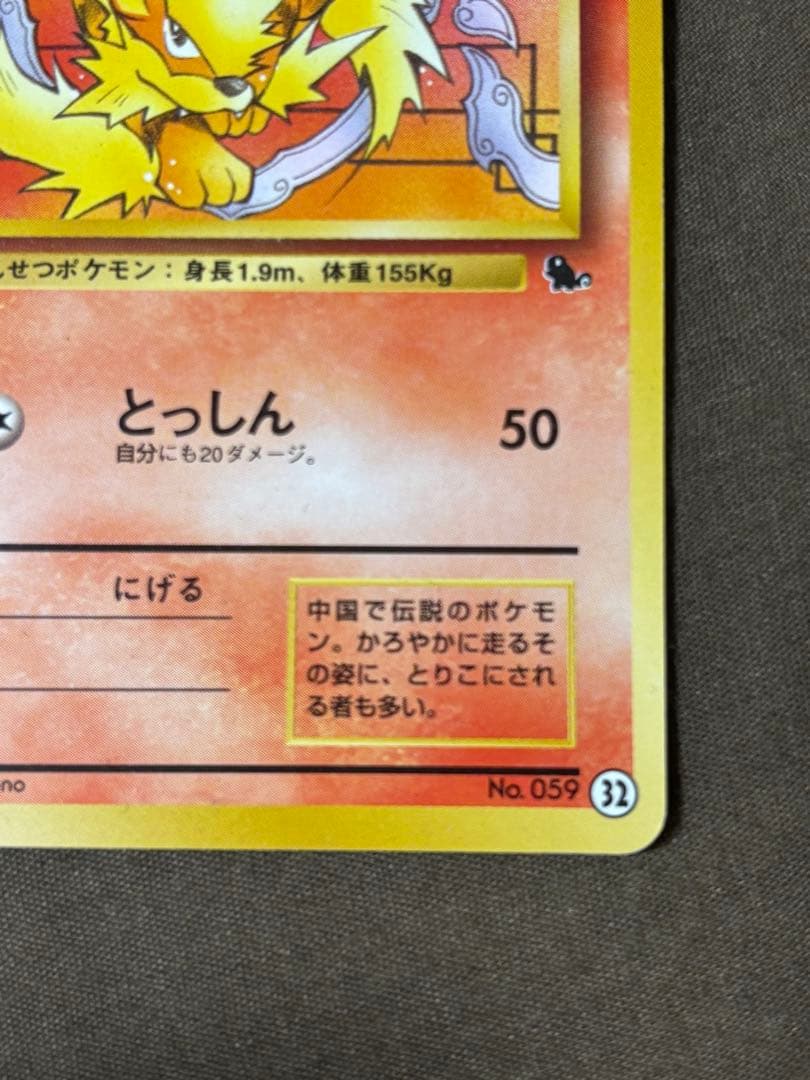 せつポケモン：身長1.9m、体重155Kg
とっしん 50
自分にも20ダメージ。
にげる
中国で伝説のポケモ
ン。かろやかに走るそ
の姿に、とりこにされ
る者も多い。
No. 059 32